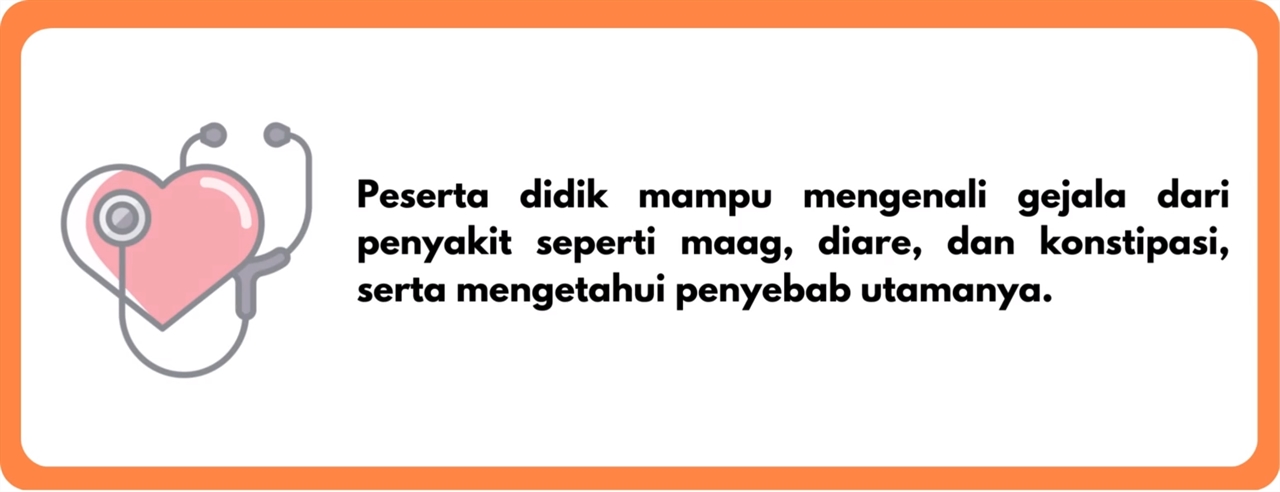 Peserta didik mampu mengenali gejala dari
penyakit seperti maag, diare, dan konstipasi,
serta mengetahui penyebab utamanya.